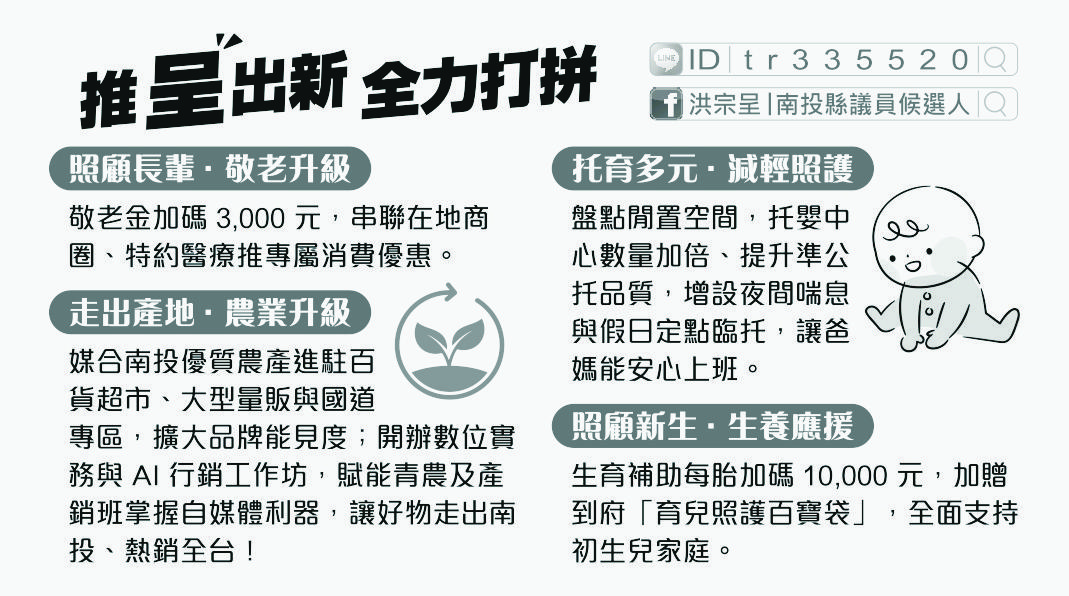 推呈出新 全力打拼
LINE ID|tr335520
f 洪宗呈|南投縣議員候選人
照顧長輩·敬老升級
敬老金加碼 3,000 元，串聯在地商
圈、特約醫療推專屬消費優惠。
走出產地·農業升級
媒合南投優質農產進駐百
貨超市、大型量販與國道
專區，擴大品牌能見度；開辦數位實
務與 AI 行銷工作坊，賦能青農及產
銷班掌握自媒體利器，讓好物走出南
投、熱銷全台！
托育多元·減輕照護
盤點閒置空間，托嬰中
心數量加倍、提升準公
托品質，增設夜間喘息
與假日定點臨托，讓爸
媽能安心上班。
照顧新生·生養應援
生育補助每胎加碼 10,000 元，加贈
到府「育兒照護百寶袋」，全面支持
初生兒家庭。